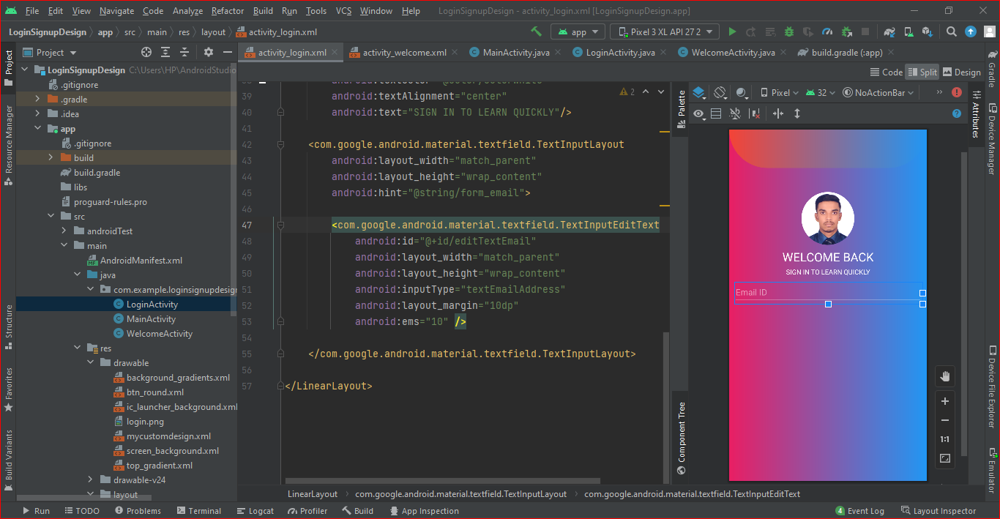 File Edit View Navigate Code Analyze Refactor Build Run Tools VCS Window Help LoginSignupDesign - activity_login.xml [LoginSignupDesign.app]
LoginSignupDesign app src main res layout activity_login.xml app Pixel 3 XL API 27 2
Project activity_login.xml activity_welcome.xml MainActivity.java LoginActivity.java WelcomeActivity.java build.gradle (:app)
Code Split Design
Pixel 32 NoActionBar
Project
Resource Manager
Structure
Favorites
Build Variants
LoginSignupDesign C:\Users\HP\AndroidStudio
.gitignore
.gradle
.idea
app
.gitignore
build
build.gradle
libs
proguard-rules.pro
src
androidTest
main
AndroidManifest.xml
java
com.example.loginsignupdesign
LoginActivity
MainActivity
WelcomeActivity
res
drawable
background_gradients.xml
btn_round.xml
ic_launcher_background.xml
login.png
mycustomdesign.xml
screen_background.xml
top_gradient.xml
drawable-v24
layout
2
39 android:textAlignment="center"
40 android:text="SIGN IN TO LEARN QUICKLY"/>
41
42 <com.google.android.material.textfield.TextInputLayout
43 android:layout_width="match_parent"
44 android:layout_height="wrap_content"
45 android:hint="@string/form_email">
46
47 <com.google.android.material.textfield.TextInputEditText
48 android:id="@+id/editTextEmail"
49 android:layout_width="match_parent"
50 android:layout_height="wrap_content"
51 android:inputType="textEmailAddress"
52 android:layout_margin="10dp"
53 android:ems="10" />
54
55 </com.google.android.material.textfield.TextInputLayout>
56
57 </LinearLayout>
Palette
Component Tree
WELCOME BACK
SIGN IN TO LEARN QUICKLY
Email ID
1:1
Attributes
Gradle
Device Manager
Device File Explorer
Emulator
LinearLayout com.google.android.material.textfield.TextInputLayout com.google.android.material.textfield.TextInputEditText
Run TODO Problems Terminal Logcat Profiler Build App Inspection 4 Event Log Layout Inspector